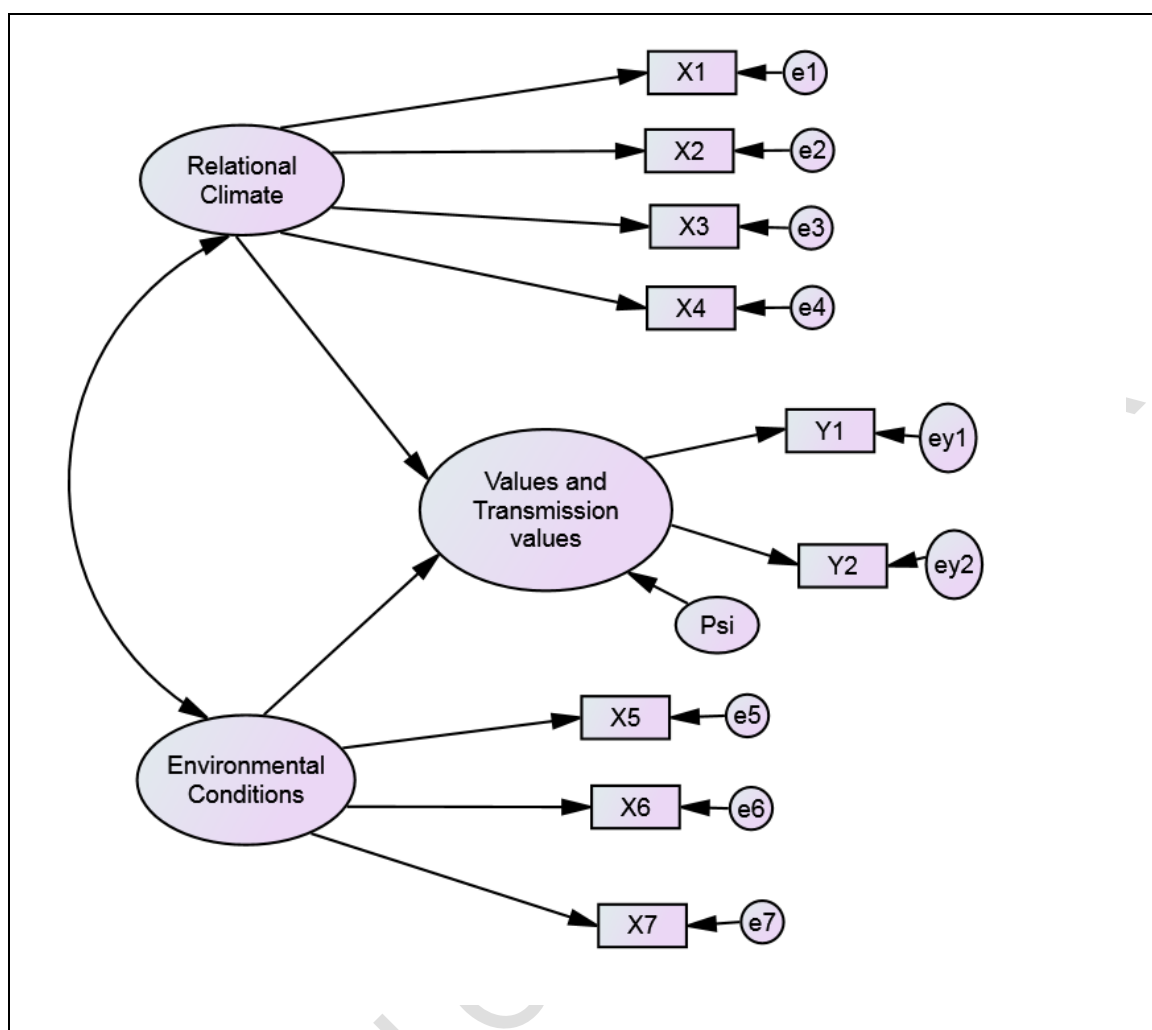 X1
e1
X2
e2
Relational
Climate
X3
e3
X4
e4
Y1
ey1
Values and
Transmission
values
Y2
ey2
Psi
X5
e5
Environmental
Conditions
X6
e6
X7
e7